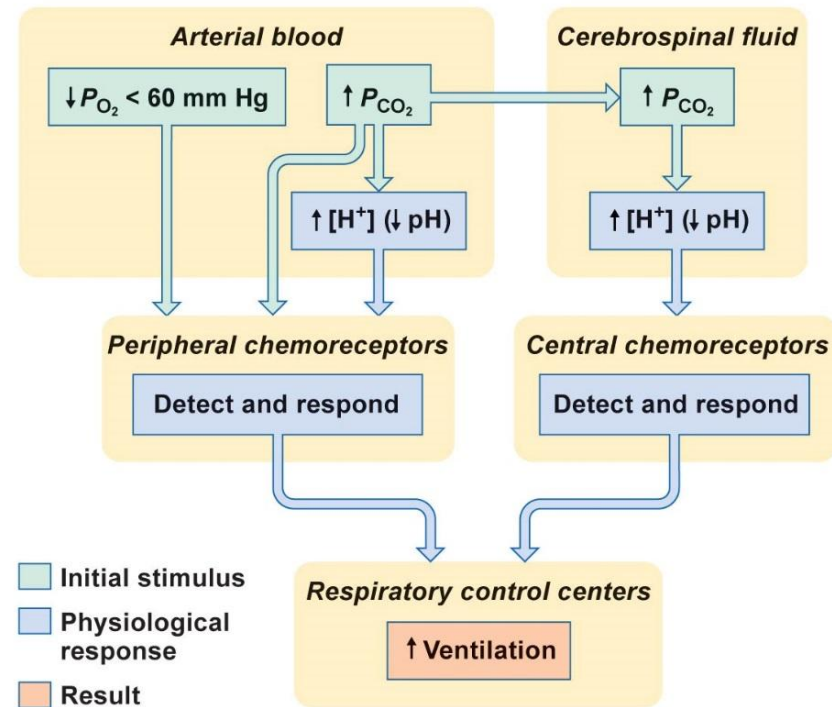 Arterial blood
Cerebrospinal fluid
↓ PO₂ < 60 mm Hg
↑ PCO₂
↑ PCO₂
↑ [H⁺] (↓ pH)
↑ [H⁺] (↓ pH)
Peripheral chemoreceptors
Central chemoreceptors
Detect and respond
Detect and respond
Respiratory control centers
↑ Ventilation
Initial stimulus
Physiological
response
Result